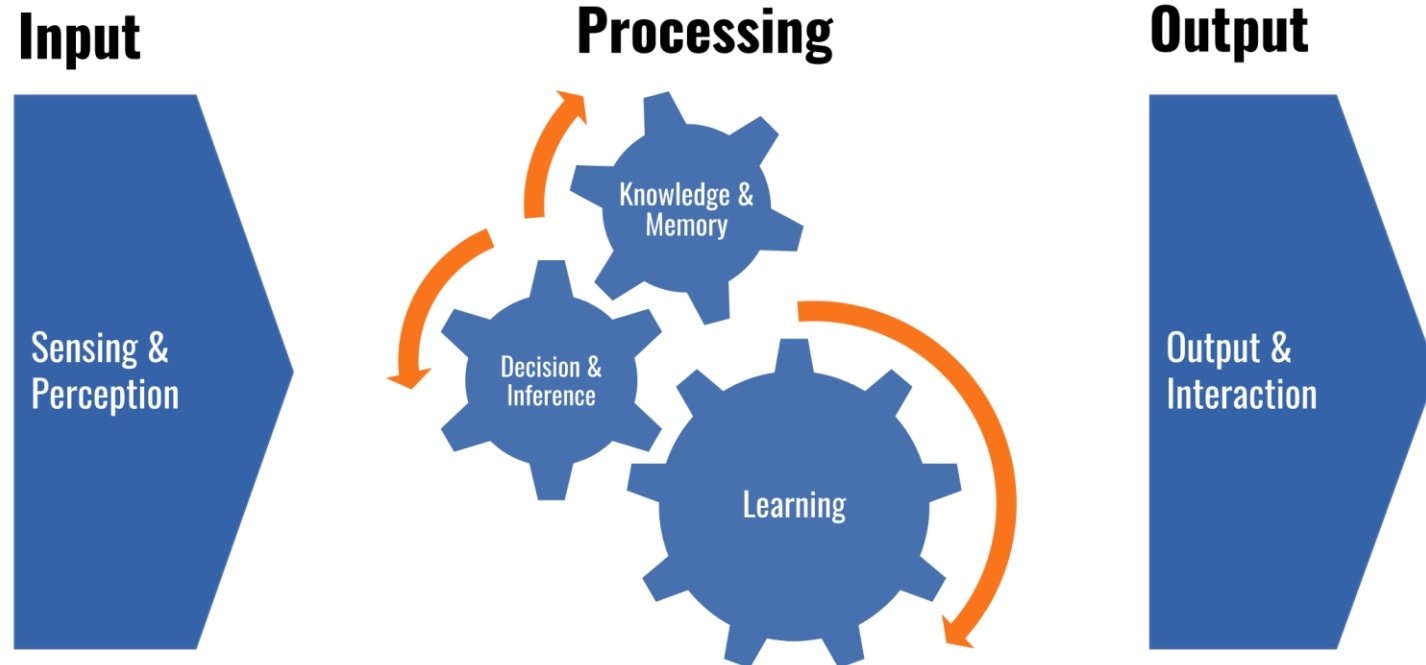 Input
Processing
Output
Sensing &
Perception
Knowledge &
Memory
Decision &
Inference
Learning
Output &
Interaction